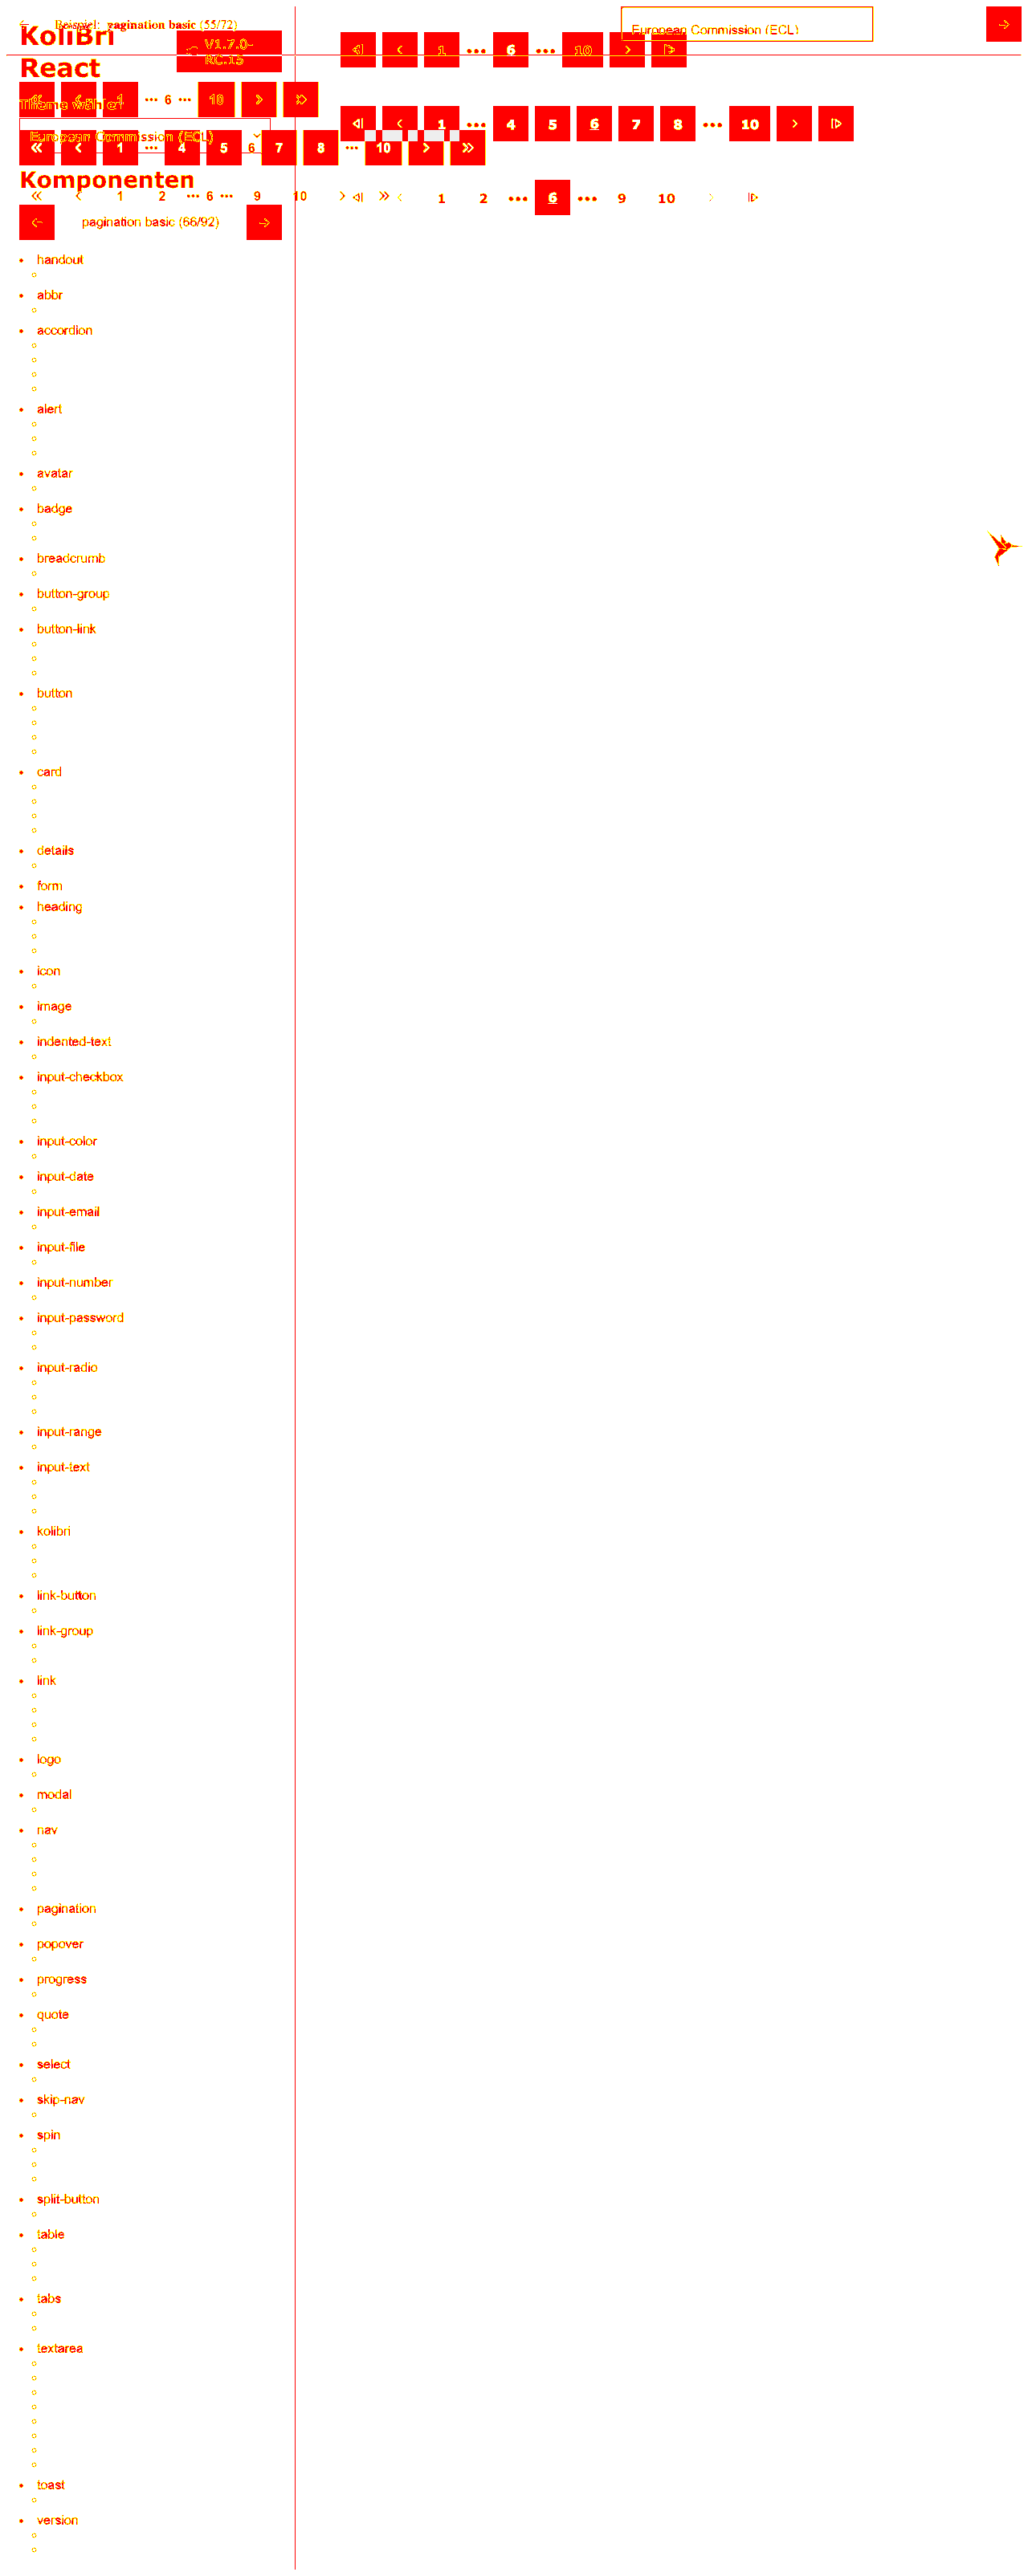 ← Beispiel: pagination basic (55/72)
European Commission (ECL)
→
KoliBri
V1.7.0-
RC.15
1 ••• 6 ••• 10
React
1 ••• 6 ••• 10
Theme wählen
1 ••• 4 5 6 7 8 ••• 10
European Commission (ECL)
1 ••• 4 5 6 7 8 ••• 10
Komponenten
1 2 ••• 6 ••• 9 10
1 2 ••• 6 ••• 9 10
← pagination basic (66/92) →
• handout
• abbr
• accordion
• alert
• avatar
• badge
• breadcrumb
• button-group
• button-link
• button
• card
• details
• form
• heading
• icon
• image
• indented-text
• input-checkbox
• input-color
• input-date
• input-email
• input-file
• input-number
• input-password
• input-radio
• input-range
• input-text
• kolibri
• link-button
• link-group
• link
• logo
• modal
• nav
• pagination
• popover
• progress
• quote
• select
• skip-nav
• spin
• split-button
• table
• tabs
• textarea
• toast
• version